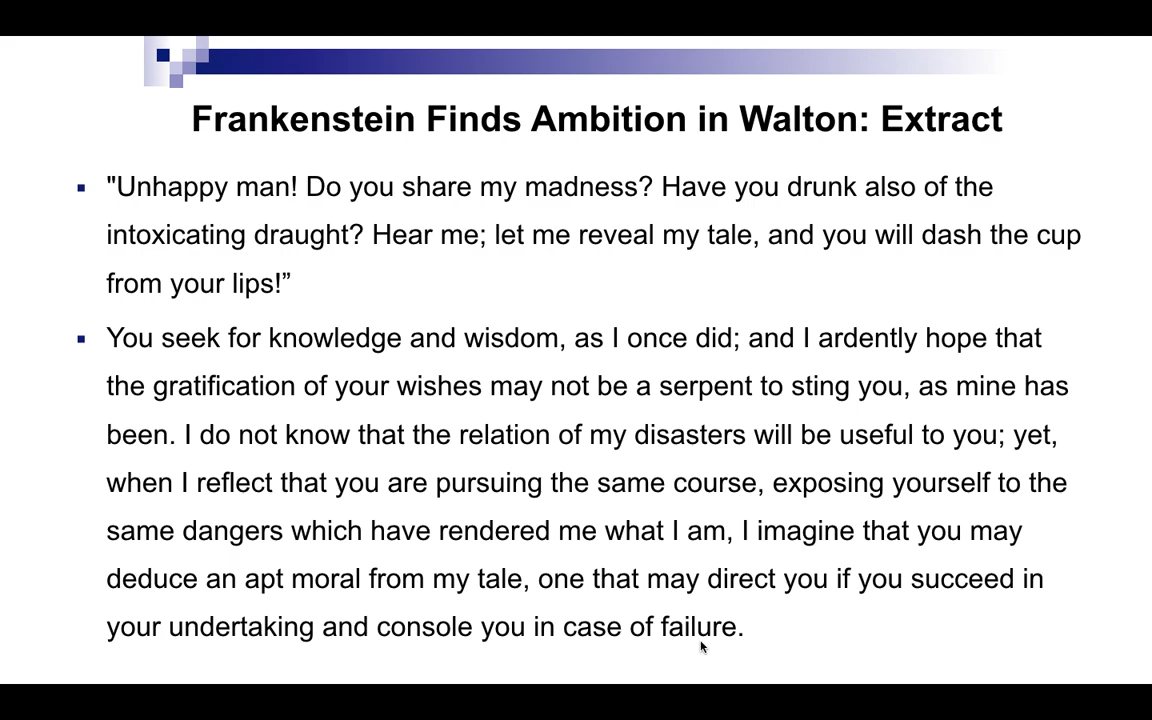 Frankenstein Finds Ambition in Walton: Extract
"Unhappy man! Do you share my madness? Have you drunk also of the
intoxicating draught? Hear me; let me reveal my tale, and you will dash the cup
from your lips!”
You seek for knowledge and wisdom, as I once did; and I ardently hope that
the gratification of your wishes may not be a serpent to sting you, as mine has
been. I do not know that the relation of my disasters will be useful to you; yet,
when I reflect that you are pursuing the same course, exposing yourself to the
same dangers which have rendered me what I am, I imagine that you may
deduce an apt moral from my tale, one that may direct you if you succeed in
your undertaking and console you in case of failure.